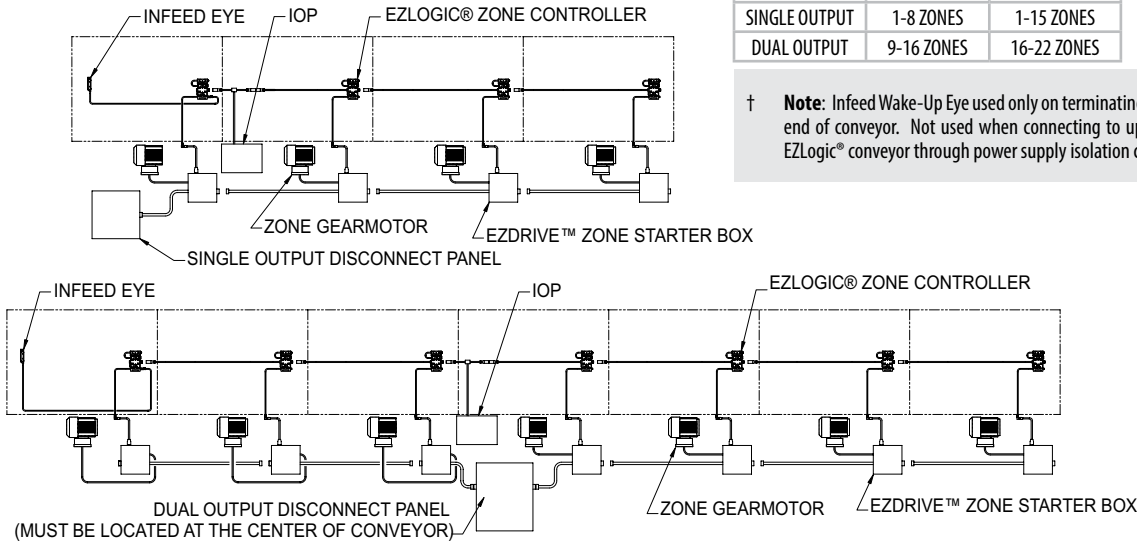 INFEED EYE
IOP
EZLOGIC® ZONE CONTROLLER
SINGLE OUTPUT 1-8 ZONES 1-15 ZONES
DUAL OUTPUT 9-16 ZONES 16-22 ZONES
† Note: Infeed Wake-Up Eye used only on terminating
end of conveyor. Not used when connecting to
EZLogic® conveyor through power supply isolation
ZONE GEARMOTOR
EZDRIVE™ ZONE STARTER BOX
SINGLE OUTPUT DISCONNECT PANEL
INFEED EYE
IOP
EZLOGIC® ZONE CONTROLLER
DUAL OUTPUT DISCONNECT PANEL
(MUST BE LOCATED AT THE CENTER OF CONVEYOR)
ZONE GEARMOTOR
EZDRIVE™ ZONE STARTER BOX